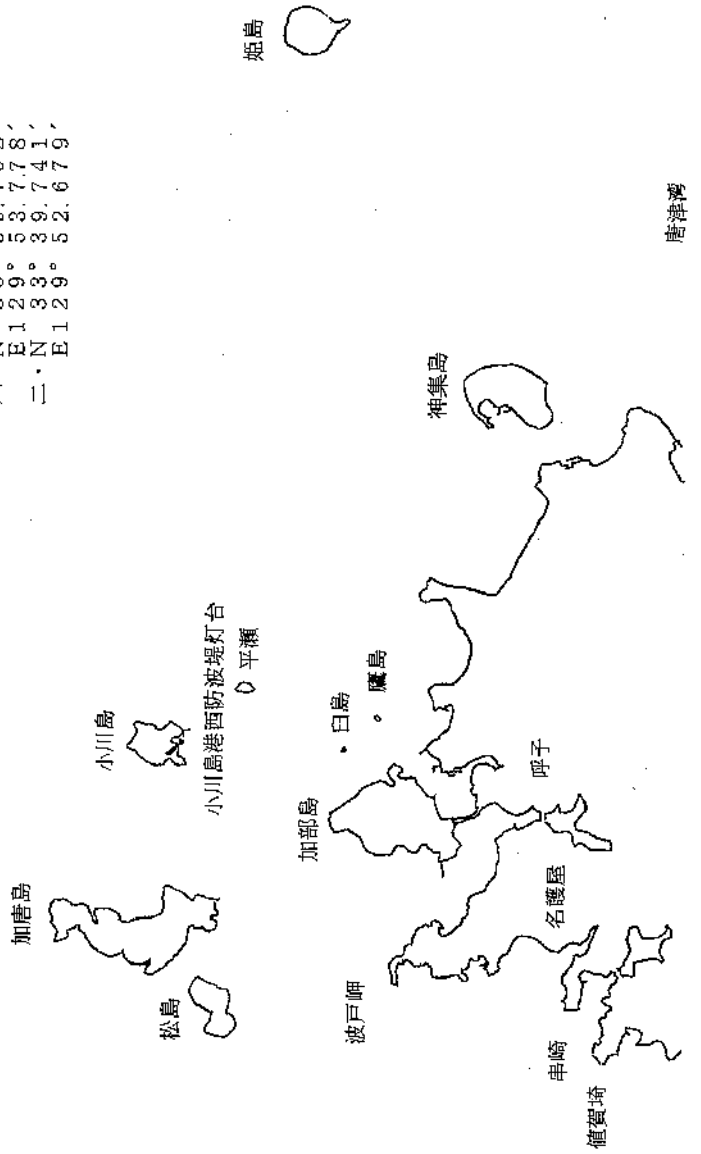 E129°53.778′
三・N33°39.741′
E129°52.679′
姫島
小川島
小川島港西防波堤灯台
平瀬
加唐島
松島
臼島
鷹島
加部島
神集島
唐津湾
呼子
名護屋
波戸岬
串崎
値賀埼